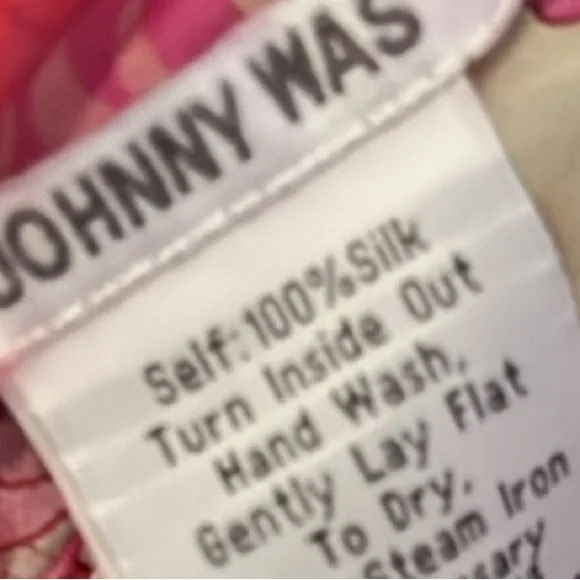 JOHNNY WAS
Self:100%Silk
Turn Inside Out
Hand Wash,
Gently Lay Flat
To Dry.
Steam Iron